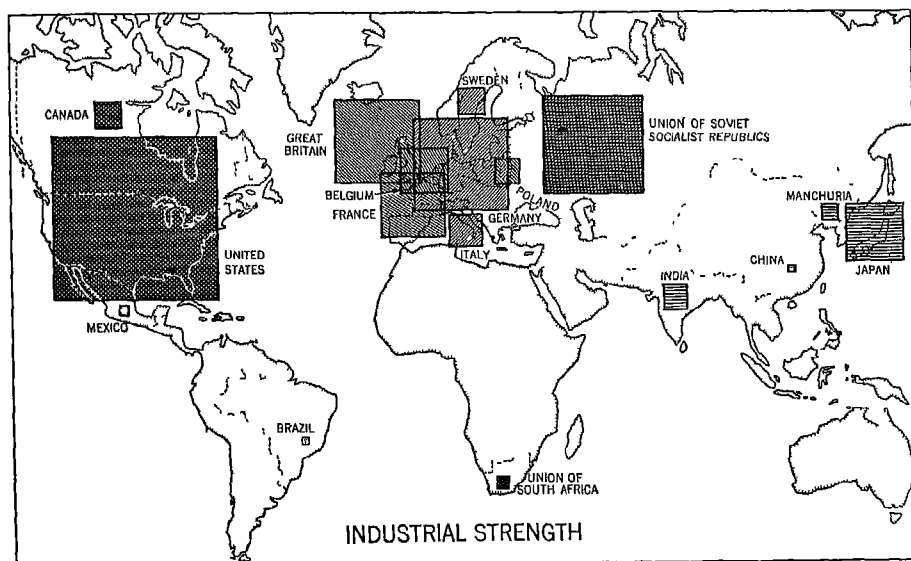 SWEDEN
CANADA
GREAT
BRITAIN
UNION OF SOVIET
SOCIALIST REPUBLICS
BELGIUM
FRANCE
POLAND
GERMANY
ITALY
MANCHURIA
JAPAN
UNITED
STATES
CHINA
INDIA
MEXICO
BRAZIL
UNION OF
SOUTH AFRICA
INDUSTRIAL STRENGTH